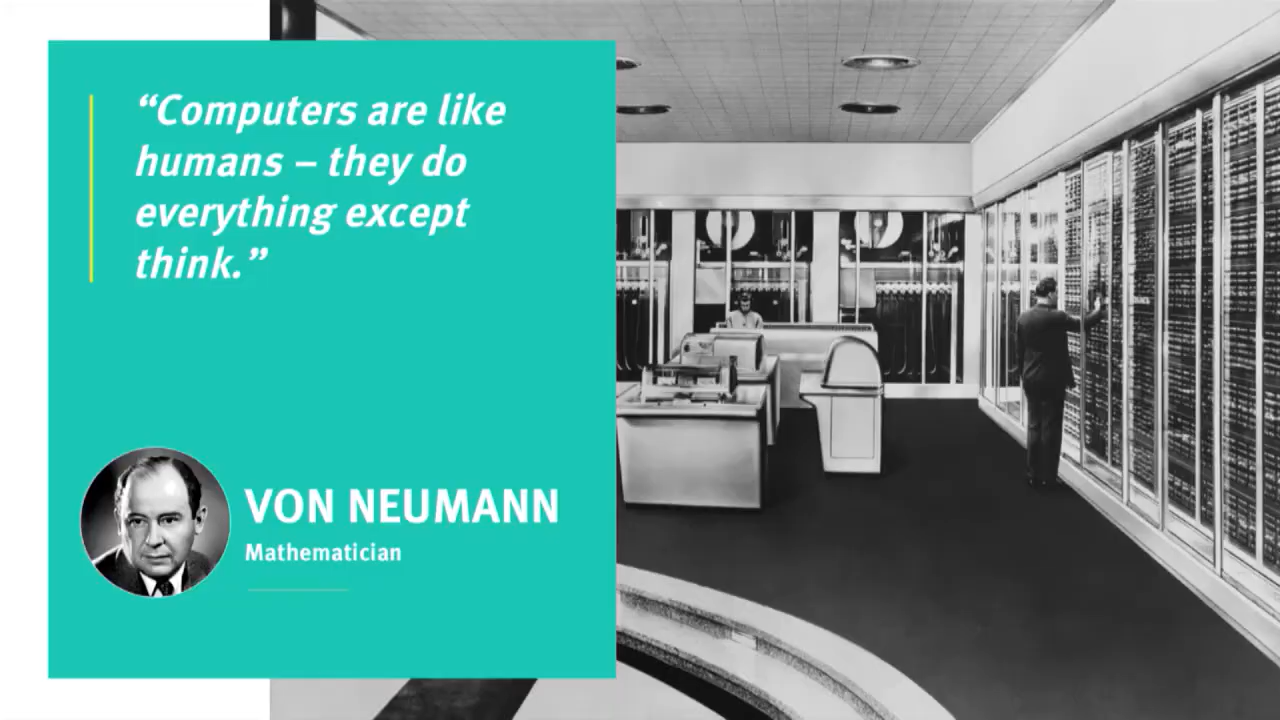 “Computers are like
humans – they do
everything except
think.”
VON NEUMANN
Mathematician